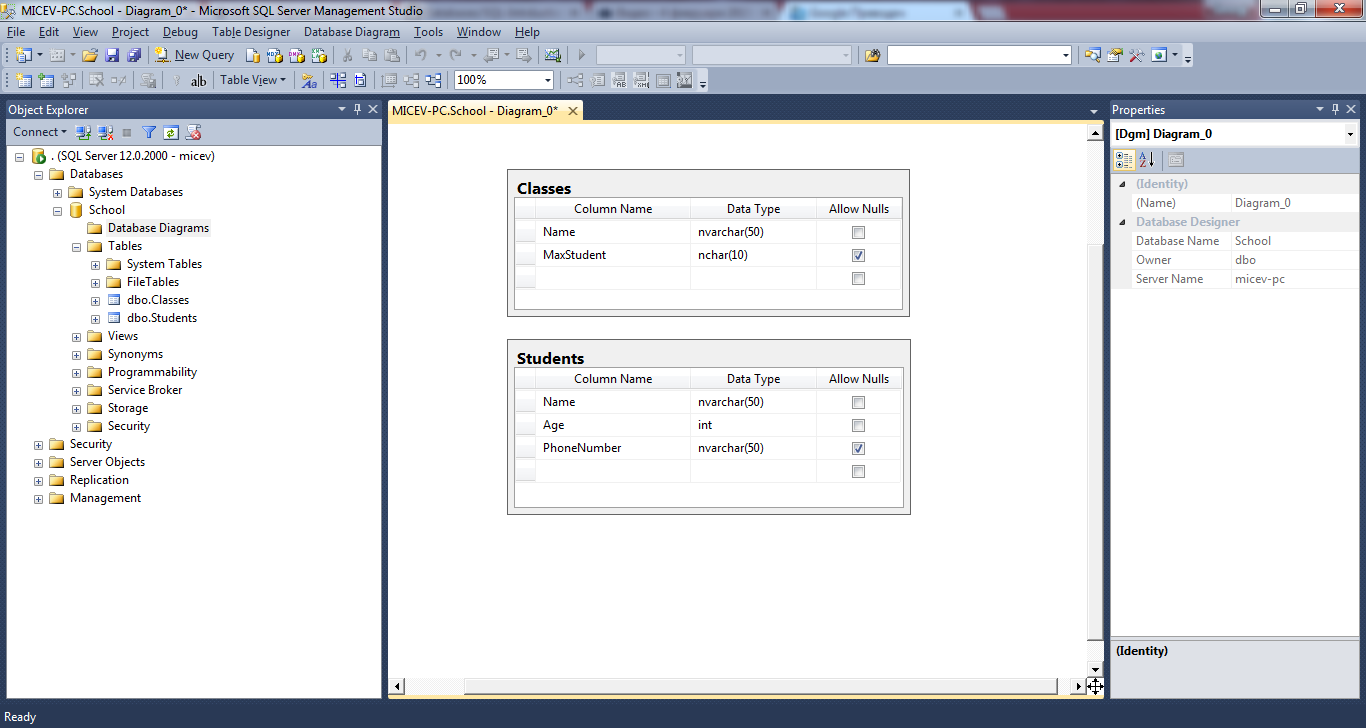 MICEV-PC.School - Diagram_0* - Microsoft SQL Server Management Studio
File Edit View Project Debug Table Designer Database Diagram Tools Window Help
New Query
ab| Table View 100%
Object Explorer
Connect
. (SQL Server 12.0.2000 - micev)
Databases
System Databases
School
Database Diagrams
Tables
System Tables
FileTables
dbo.Classes
dbo.Students
Views
Synonyms
Programmability
Service Broker
Storage
Security
Security
Server Objects
Replication
Management
MICEV-PC.School - Diagram_0*
Classes
Column Name Data Type Allow Nulls
Name nvarchar(50)
MaxStudent nchar(10)
Students
Column Name Data Type Allow Nulls
Name nvarchar(50)
Age int
PhoneNumber nvarchar(50)
Properties
[Dgm] Diagram_0
(Identity)
(Name) Diagram_0
Database Designer
Database Name School
Owner dbo
Server Name micev-pc
(Identity)
Ready